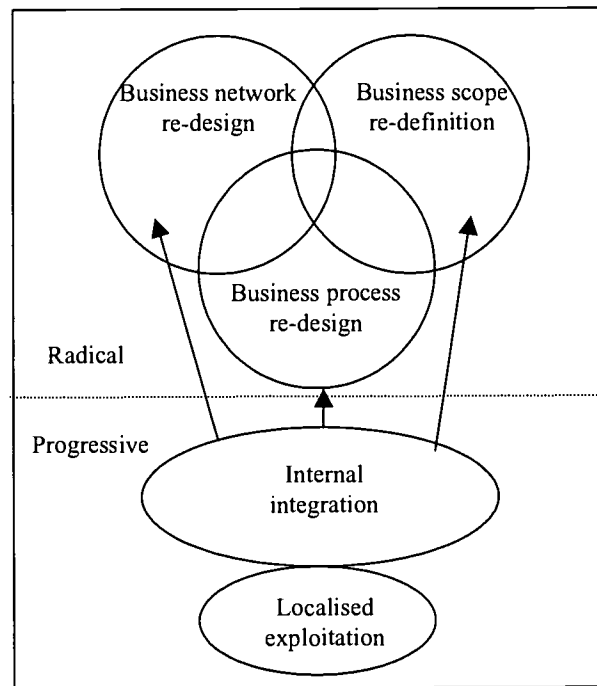 Business network
re-design
Business scope
re-definition
Business process
re-design
Radical
Progressive
Internal
integration
Localised
exploitation